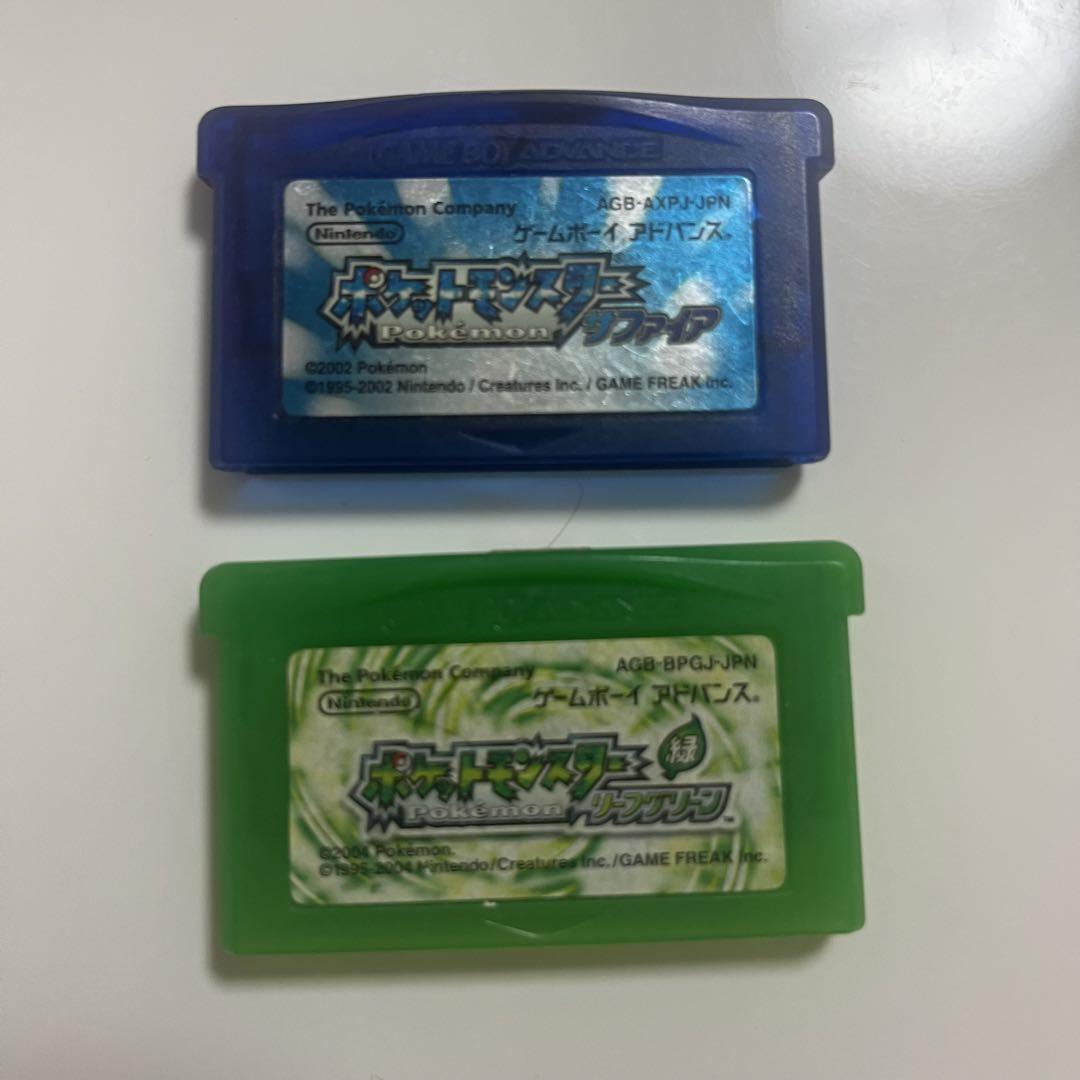 GAME BOY ADVANCE
The Pokémon Company AGB-AXPJ-JPN
Nintendo ゲームボーイ アドバンス®
ポケットモンスター
Pokémon サファイア
©2002 Pokémon
©1995-2002 Nintendo / Creatures Inc. / GAME FREAK Inc.
The Pokémon Company AGB-BPGJ-JPN
Nintendo ゲームボーイ アドバンス®
ポケットモンスター 緑
Pokémon リーフグリーン™
©2004 Pokémon.
©1995-2004 Nintendo/Creatures Inc./GAME FREAK Inc.